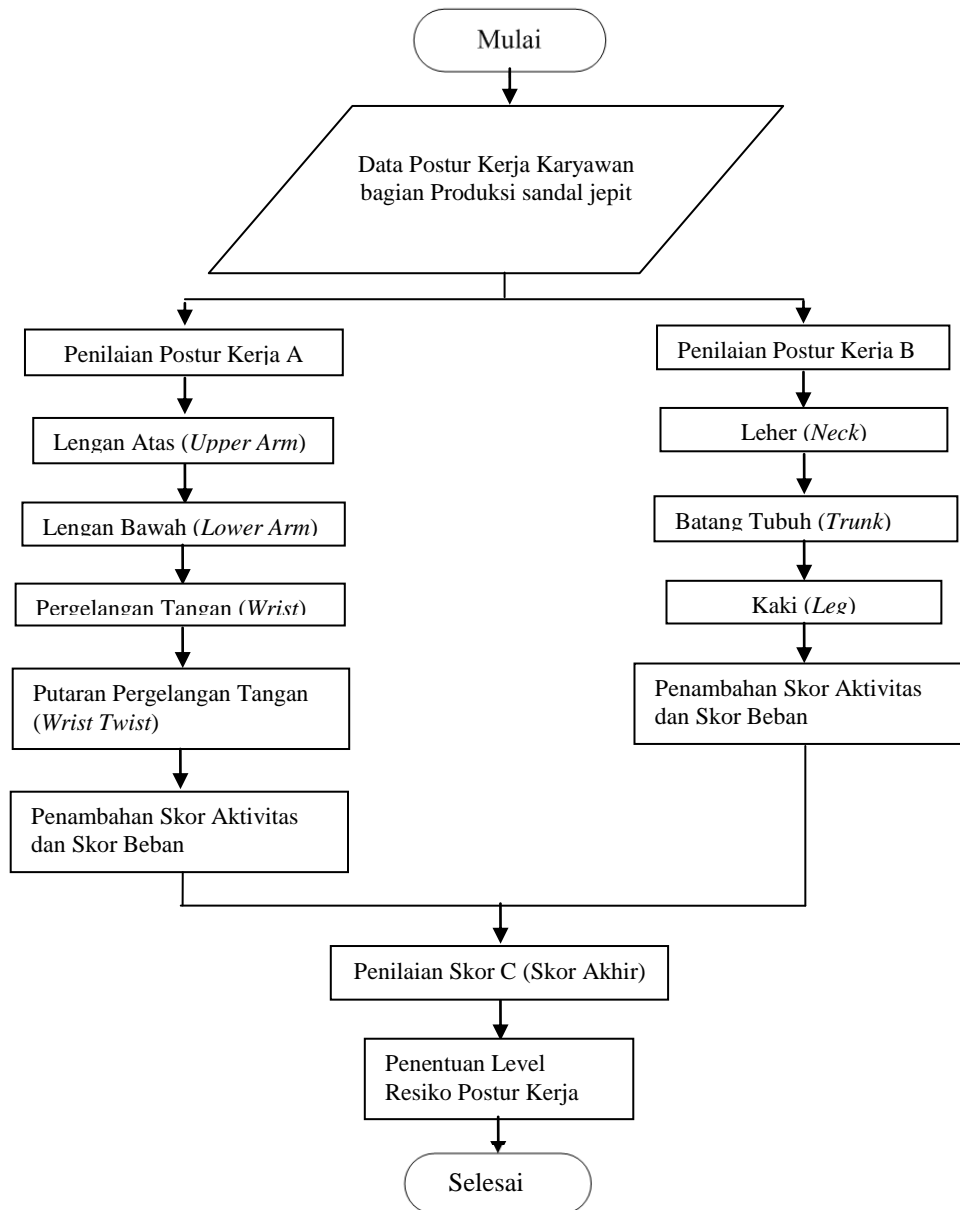 Mulai
Data Postur Kerja Karyawan
bagian Produksi sandal jepit
Penilaian Postur Kerja A
Lengan Atas (Upper Arm)
Lengan Bawah (Lower Arm)
Pergelangan Tangan (Wrist)
Putaran Pergelangan Tangan
(Wrist Twist)
Penambahan Skor Aktivitas
dan Skor Beban
Penilaian Postur Kerja B
Leher (Neck)
Batang Tubuh (Trunk)
Kaki (Leg)
Penambahan Skor Aktivitas
dan Skor Beban
Penilaian Skor C (Skor Akhir)
Penentuan Level
Resiko Postur Kerja
Selesai